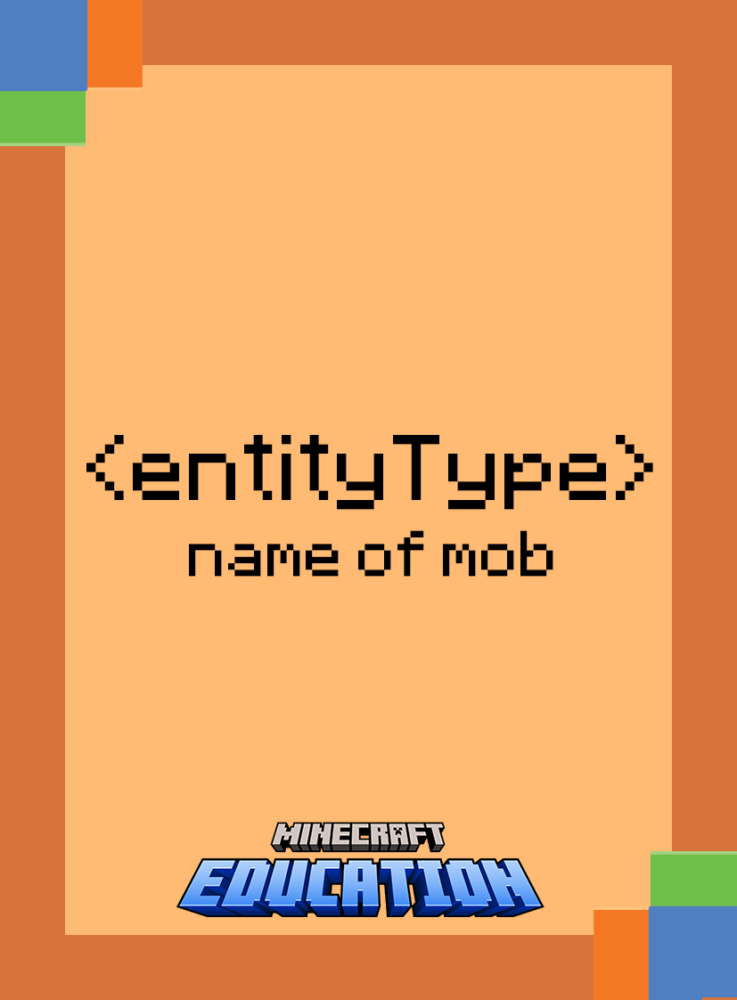 <entityType>
name of mob
MINECRAFT
EDUCATION